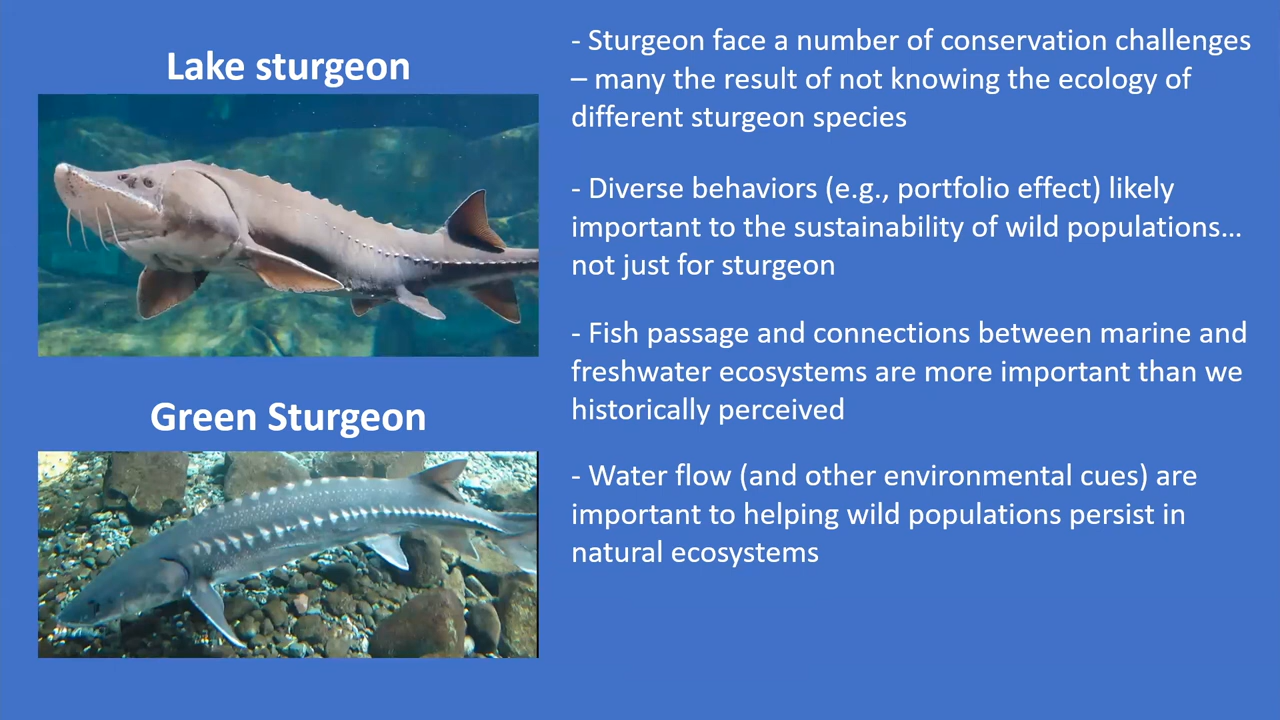 Lake sturgeon
Green Sturgeon
- Sturgeon face a number of conservation challenges
– many the result of not knowing the ecology of
different sturgeon species
- Diverse behaviors (e.g., portfolio effect) likely
important to the sustainability of wild populations...
not just for sturgeon
- Fish passage and connections between marine and
freshwater ecosystems are more important than we
historically perceived
- Water flow (and other environmental cues) are
important to helping wild populations persist in
natural ecosystems